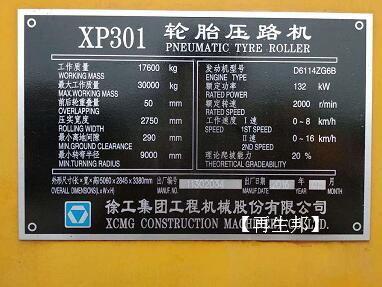 XP301 轮胎压路机
PNEUMATIC TYRE ROLLER
工作质量 17600 kg
WORKING MASS
最大工作质量 30000 kg
MAX.WORKING MASS
前后轮重叠量 50 mm
OVERLAPPING
压实宽度 2750 mm
ROLLING WIDTH
最小离地间隙 290 mm
MIN.GROUND CLEARANCE
最小转弯半径 9000 mm
MIN.TURNING RADIUS
发动机型号 D6114ZG6B
ENGINE TYPE
额定功率 132 kW
RATED POWER
额定转速 2000 r/min
RATED SPEED
工作速度 I 速 0~8 km/h
SPEED 1ST SPEED
II 速 0~16 km/h
2ND SPEED
理论爬坡能力 20 %
THEORETICAL GRADEABILITY
外形尺寸(长×宽×高)5060×2845×3380mm
OVERALL DIMENSIONS(L×W×H)
出厂编号
MANUF. NO.
出厂日期 年 月
MANUF. DATE YEAR MONTH
徐工集团工程机械股份有限公司
XCMG CONSTRUCTION MACHINERY CO.,LTD.
【再生邦】